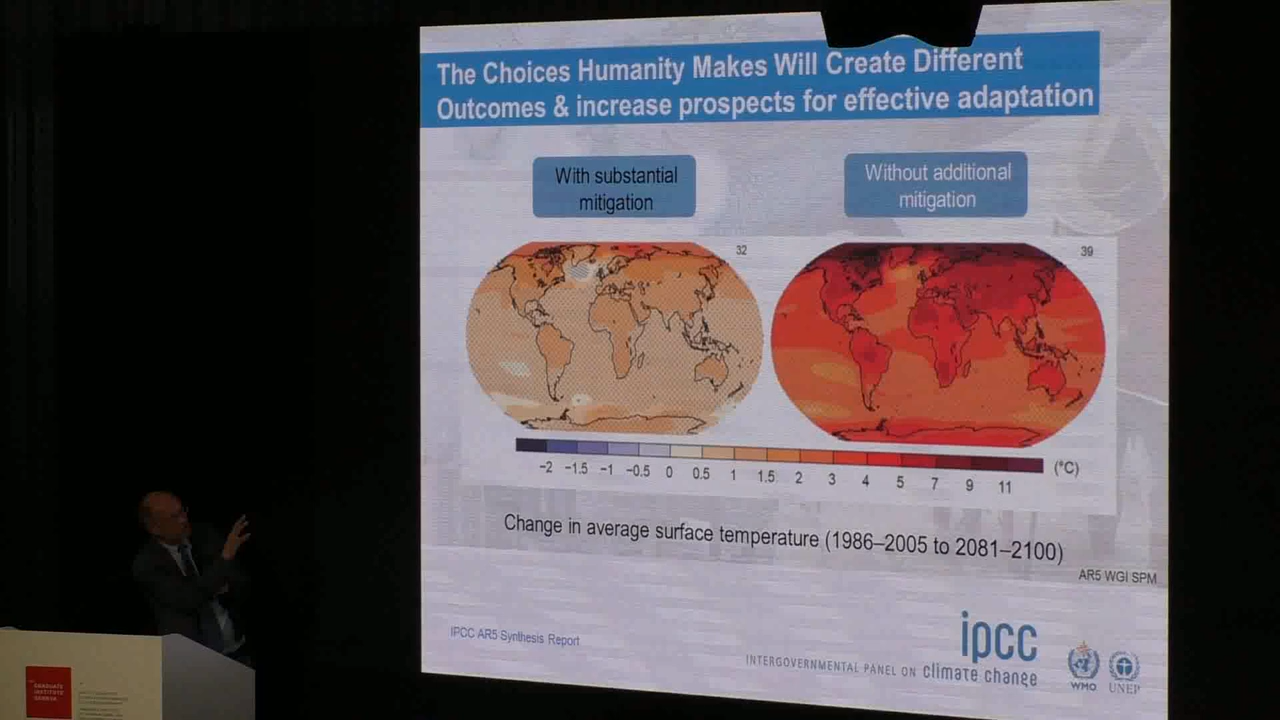 The Choices Humanity Makes Will Create Different
Outcomes & increase prospects for effective adaptation
With substantial
mitigation
Without additional
mitigation
32
39
−2 −1.5 −1 −0.5 0 0.5 1 1.5 2 3 4 5 7 9 11 (°C)
Change in average surface temperature (1986–2005 to 2081–2100)
AR5 WGI SPM
IPCC AR5 Synthesis Report
ipcc
INTERGOVERNMENTAL PANEL ON climate change
WMO
UNEP
GRADUATE
INSTITUTE
GENEVA